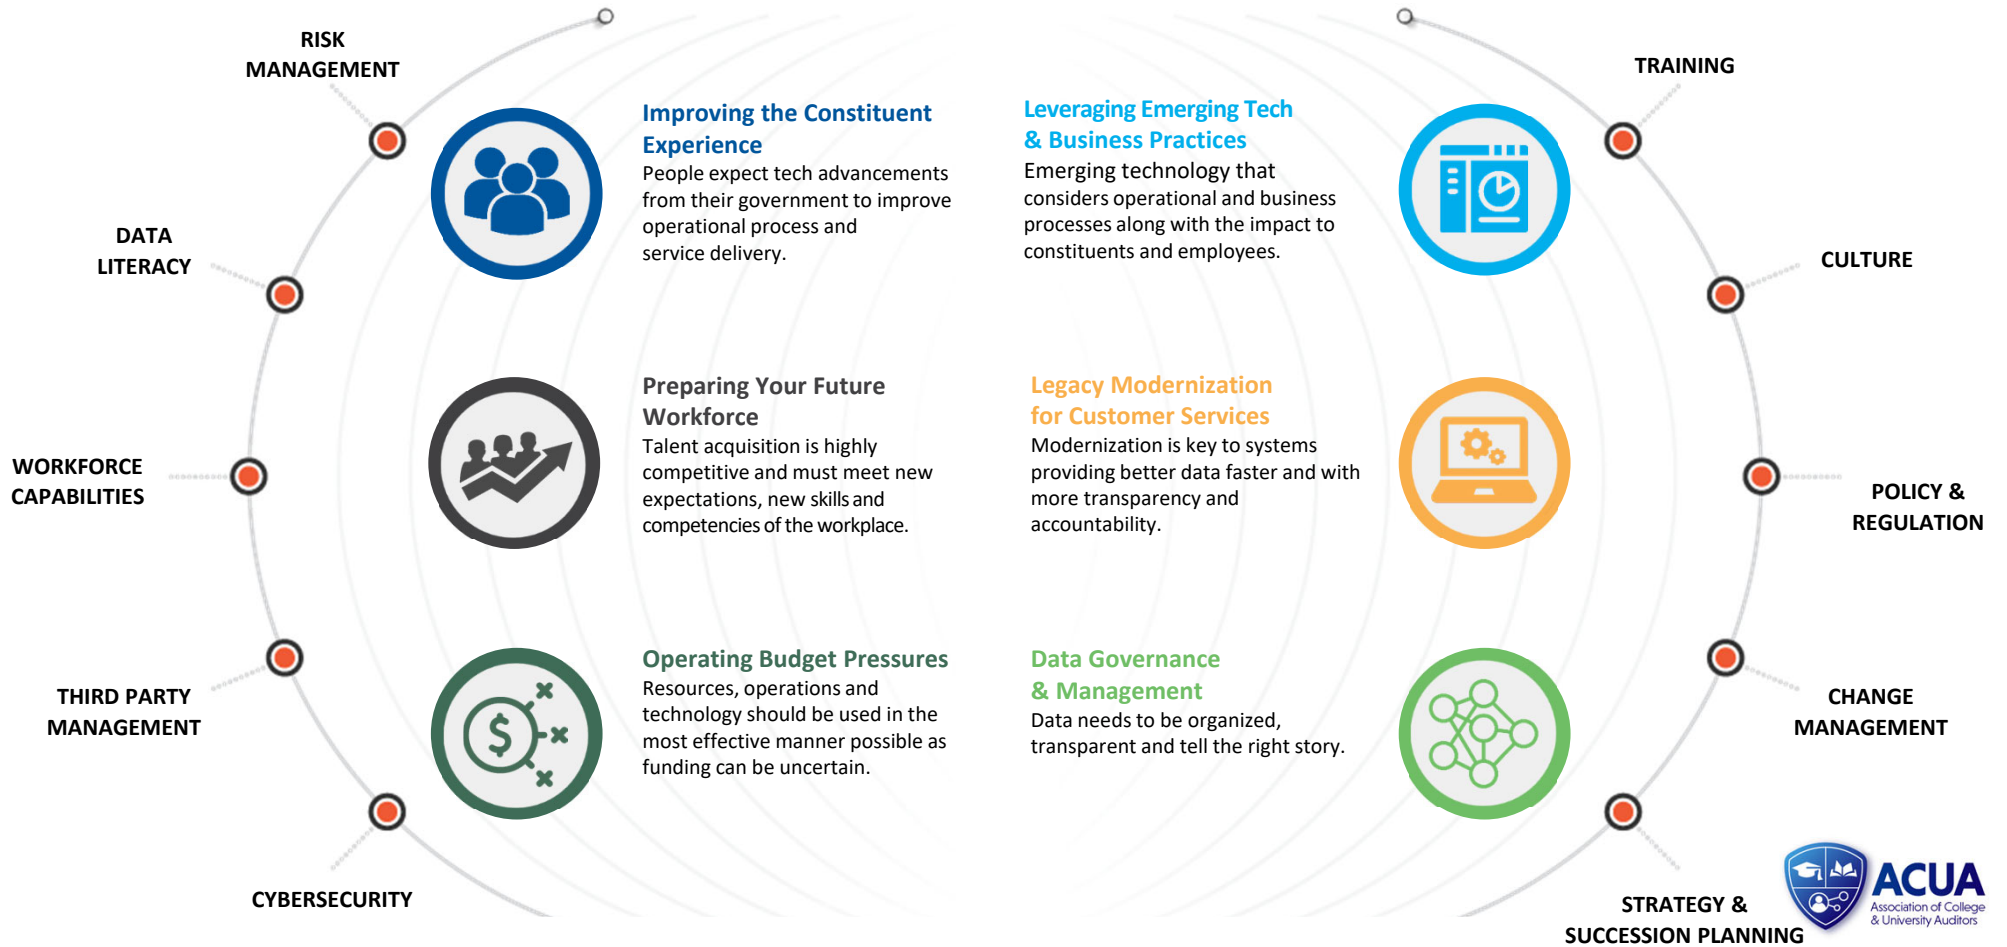 RISK
MANAGEMENT
DATA
LITERACY
WORKFORCE
CAPABILITIES
THIRD PARTY
MANAGEMENT
CYBERSECURITY
Improving the Constituent
Experience
People expect tech advancements
from their government to improve
operational process and
service delivery.
Preparing Your Future
Workforce
Talent acquisition is highly
competitive and must meet new
expectations, new skills and
competencies of the workplace.
Operating Budget Pressures
Resources, operations and
technology should be used in the
most effective manner possible as
funding can be uncertain.
Leveraging Emerging Tech
& Business Practices
Emerging technology that
considers operational and business
processes along with the impact to
constituents and employees.
Legacy Modernization
for Customer Services
Modernization is key to systems
providing better data faster and with
more transparency and
accountability.
Data Governance
& Management
Data needs to be organized,
transparent and tell the right story.
TRAINING
CULTURE
POLICY &
REGULATION
CHANGE
MANAGEMENT
STRATEGY &
SUCCESSION PLANNING
$
ACUA
Association of College
& University Auditors